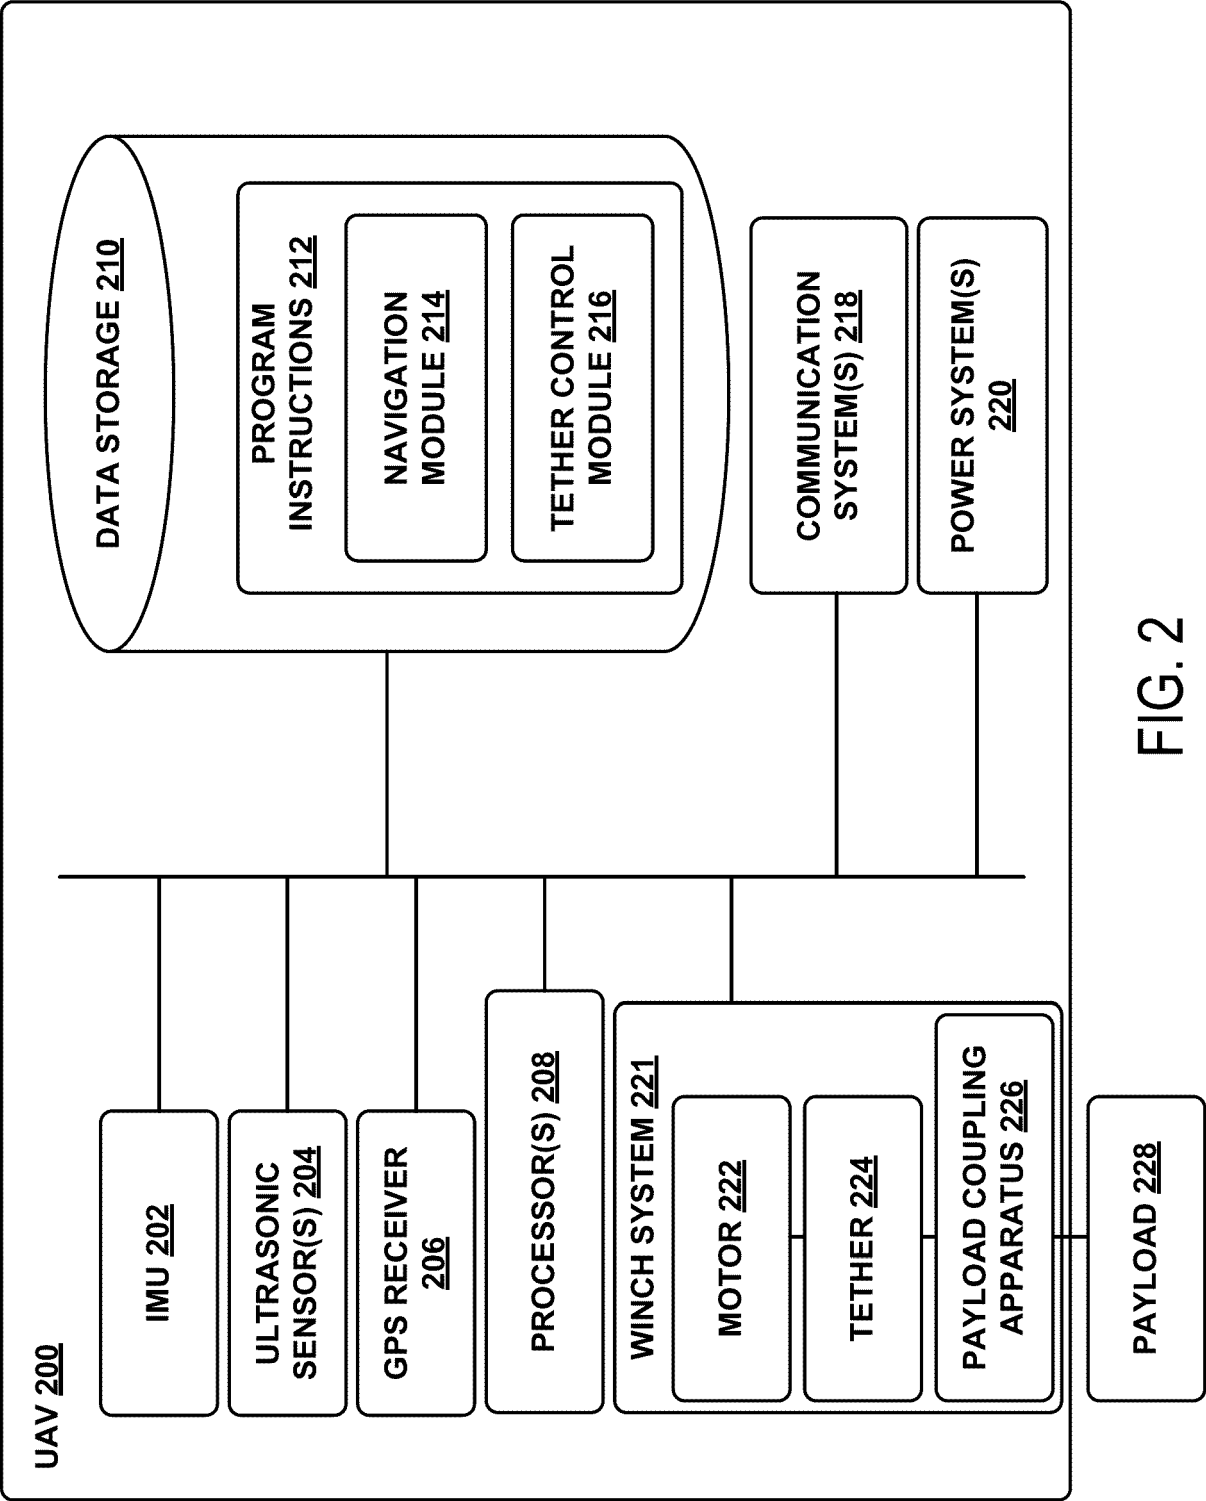 UAV 200
IMU 202
ULTRASONIC
SENSOR(S) 204
GPS RECEIVER
206
PROCESSOR(S) 208
WINCH SYSTEM 221
MOTOR 222
TETHER 224
PAYLOAD COUPLING
APPARATUS 226
PAYLOAD 228
DATA STORAGE 210
PROGRAM
INSTRUCTIONS 212
NAVIGATION
MODULE 214
TETHER CONTROL
MODULE 216
COMMUNICATION
SYSTEM(S) 218
POWER SYSTEM(S)
220
FIG. 2